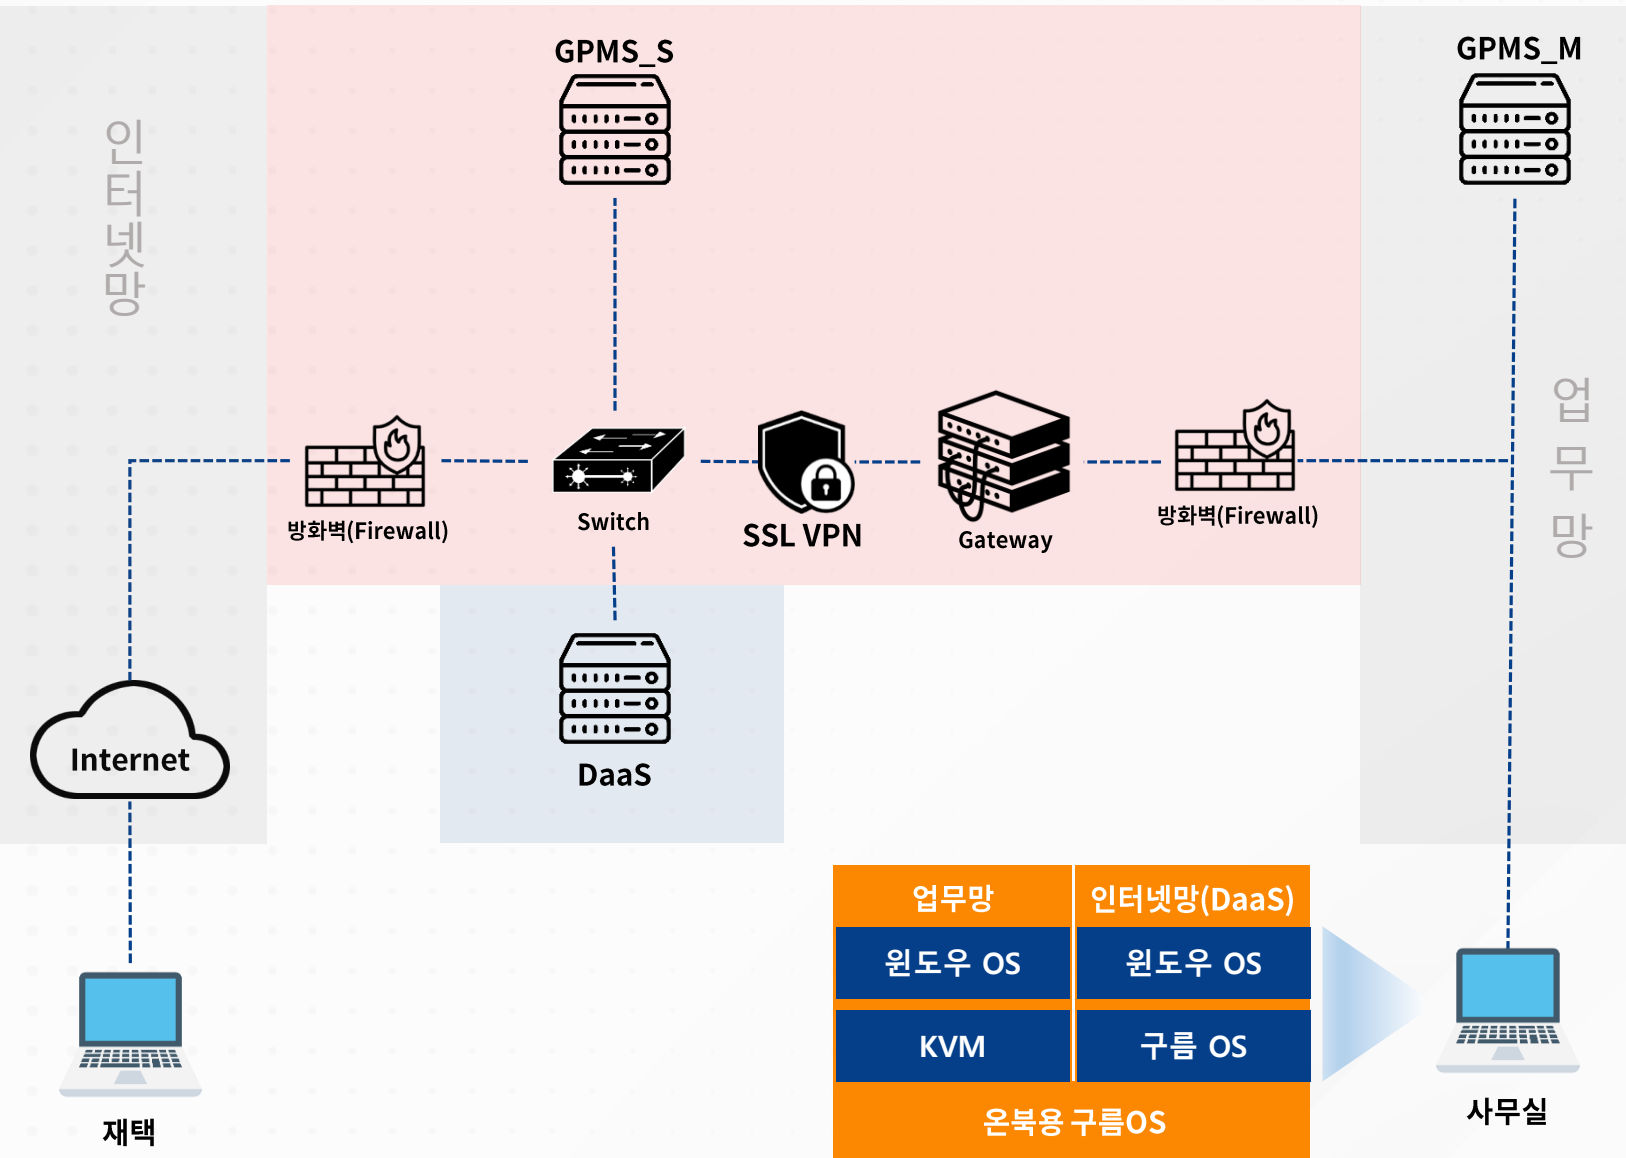 GPMS_S
GPMS_M
인터넷망
업무망
방화벽(Firewall)
Switch
SSL VPN
Gateway
방화벽(Firewall)
Internet
DaaS
업무망
인터넷망(DaaS)
윈도우 OS
윈도우 OS
KVM
구름 OS
온북용 구름OS
재택
사무실